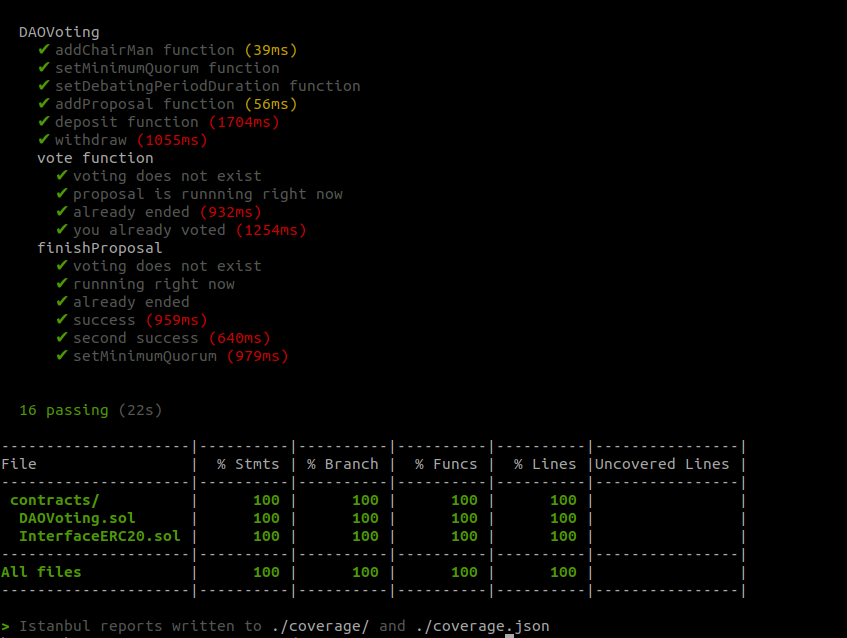 DAOVoting
✔ addChairMan function (39ms)
✔ setMinimumQuorum function
✔ setDebatingPeriodDuration function
✔ addProposal function (56ms)
✔ deposit function (1704ms)
✔ withdraw (1055ms)
vote function
✔ voting does not exist
✔ proposal is runnning right now
✔ already ended (932ms)
✔ you already voted (1254ms)
finishProposal
✔ voting does not exist
✔ runnning right now
✔ already ended
✔ success (959ms)
✔ second success (640ms)
✔ setMinimumQuorum (979ms)
16 passing (22s)
---------------------|----------|----------|----------|----------|----------------|
File                 |  % Stmts | % Branch |  % Funcs |  % Lines |Uncovered Lines |
---------------------|----------|----------|----------|----------|----------------|
 contracts/          |      100 |      100 |      100 |      100 |                |
  DAOVoting.sol      |      100 |      100 |      100 |      100 |                |
  InterfaceERC20.sol |      100 |      100 |      100 |      100 |                |
---------------------|----------|----------|----------|----------|----------------|
All files            |      100 |      100 |      100 |      100 |                |
---------------------|----------|----------|----------|----------|----------------|
> Istanbul reports written to ./coverage/ and ./coverage.json